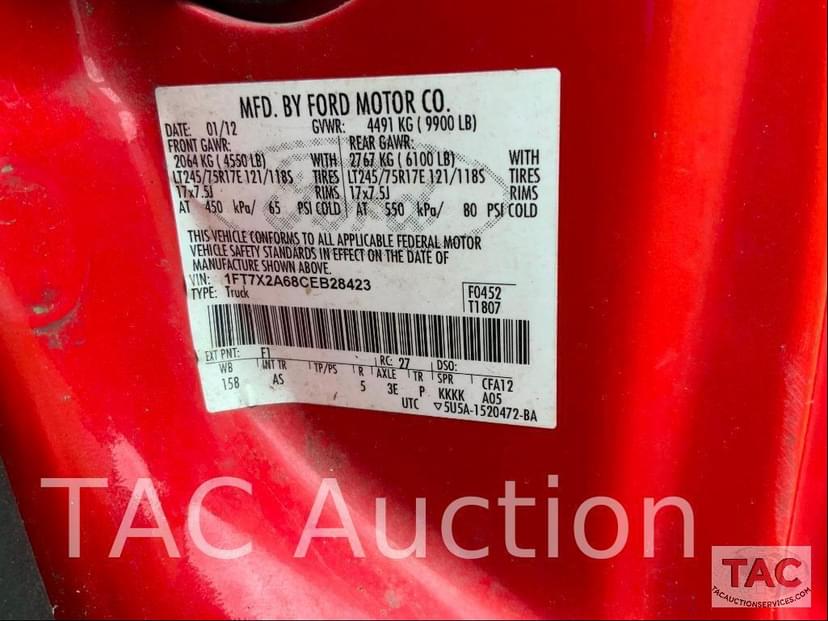 MFD. BY FORD MOTOR CO.
DATE: 01/12 GVWR: 4491 KG ( 9900 LB)
FRONT GAWR: REAR GAWR:
2064 KG ( 4550 LB) WITH 2767 KG ( 6100 LB) WITH
LT245/75R17E 121/118S TIRES LT245/75R17E 121/118S TIRES
17x7.5J RIMS 17x7.5J RIMS
AT 450 kPa/ 65 PSI COLD AT 550 kPa/ 80 PSI COLD
THIS VEHICLE CONFORMS TO ALL APPLICABLE FEDERAL MOTOR
VEHICLE SAFETY STANDARDS IN EFFECT ON THE DATE OF
MANUFACTURE SHOWN ABOVE.
VIN: 1FT7X2A68CEB28423
TYPE: Truck
F0452
T1807
EXT PNT: F1 RC: 27 DSO:
WB INT TR TP/PS R AXLE TR SPR CFA12
158 AS 5 3E P KKKK A05
UTC ▽5U5A-1520472-BA
TAC Auction
TAC
TACAUCTIONSERVICES.COM